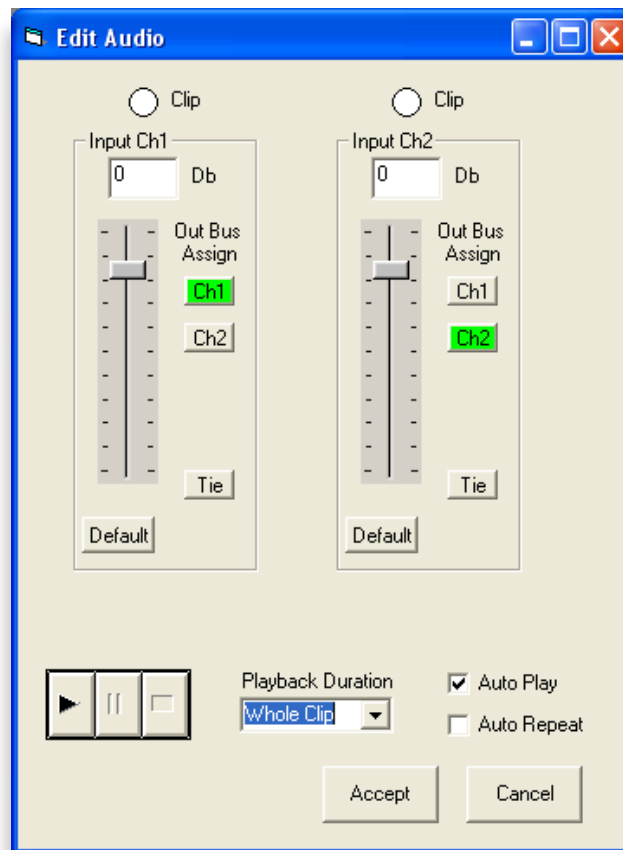 Edit Audio
Clip
Clip
Input Ch1
Input Ch2
0
Db
0
Db
Out Bus
Assign
Out Bus
Assign
Ch1
Ch1
Ch2
Ch2
Tie
Tie
Default
Default
Playback Duration
Whole Clip
Auto Play
Auto Repeat
Accept
Cancel